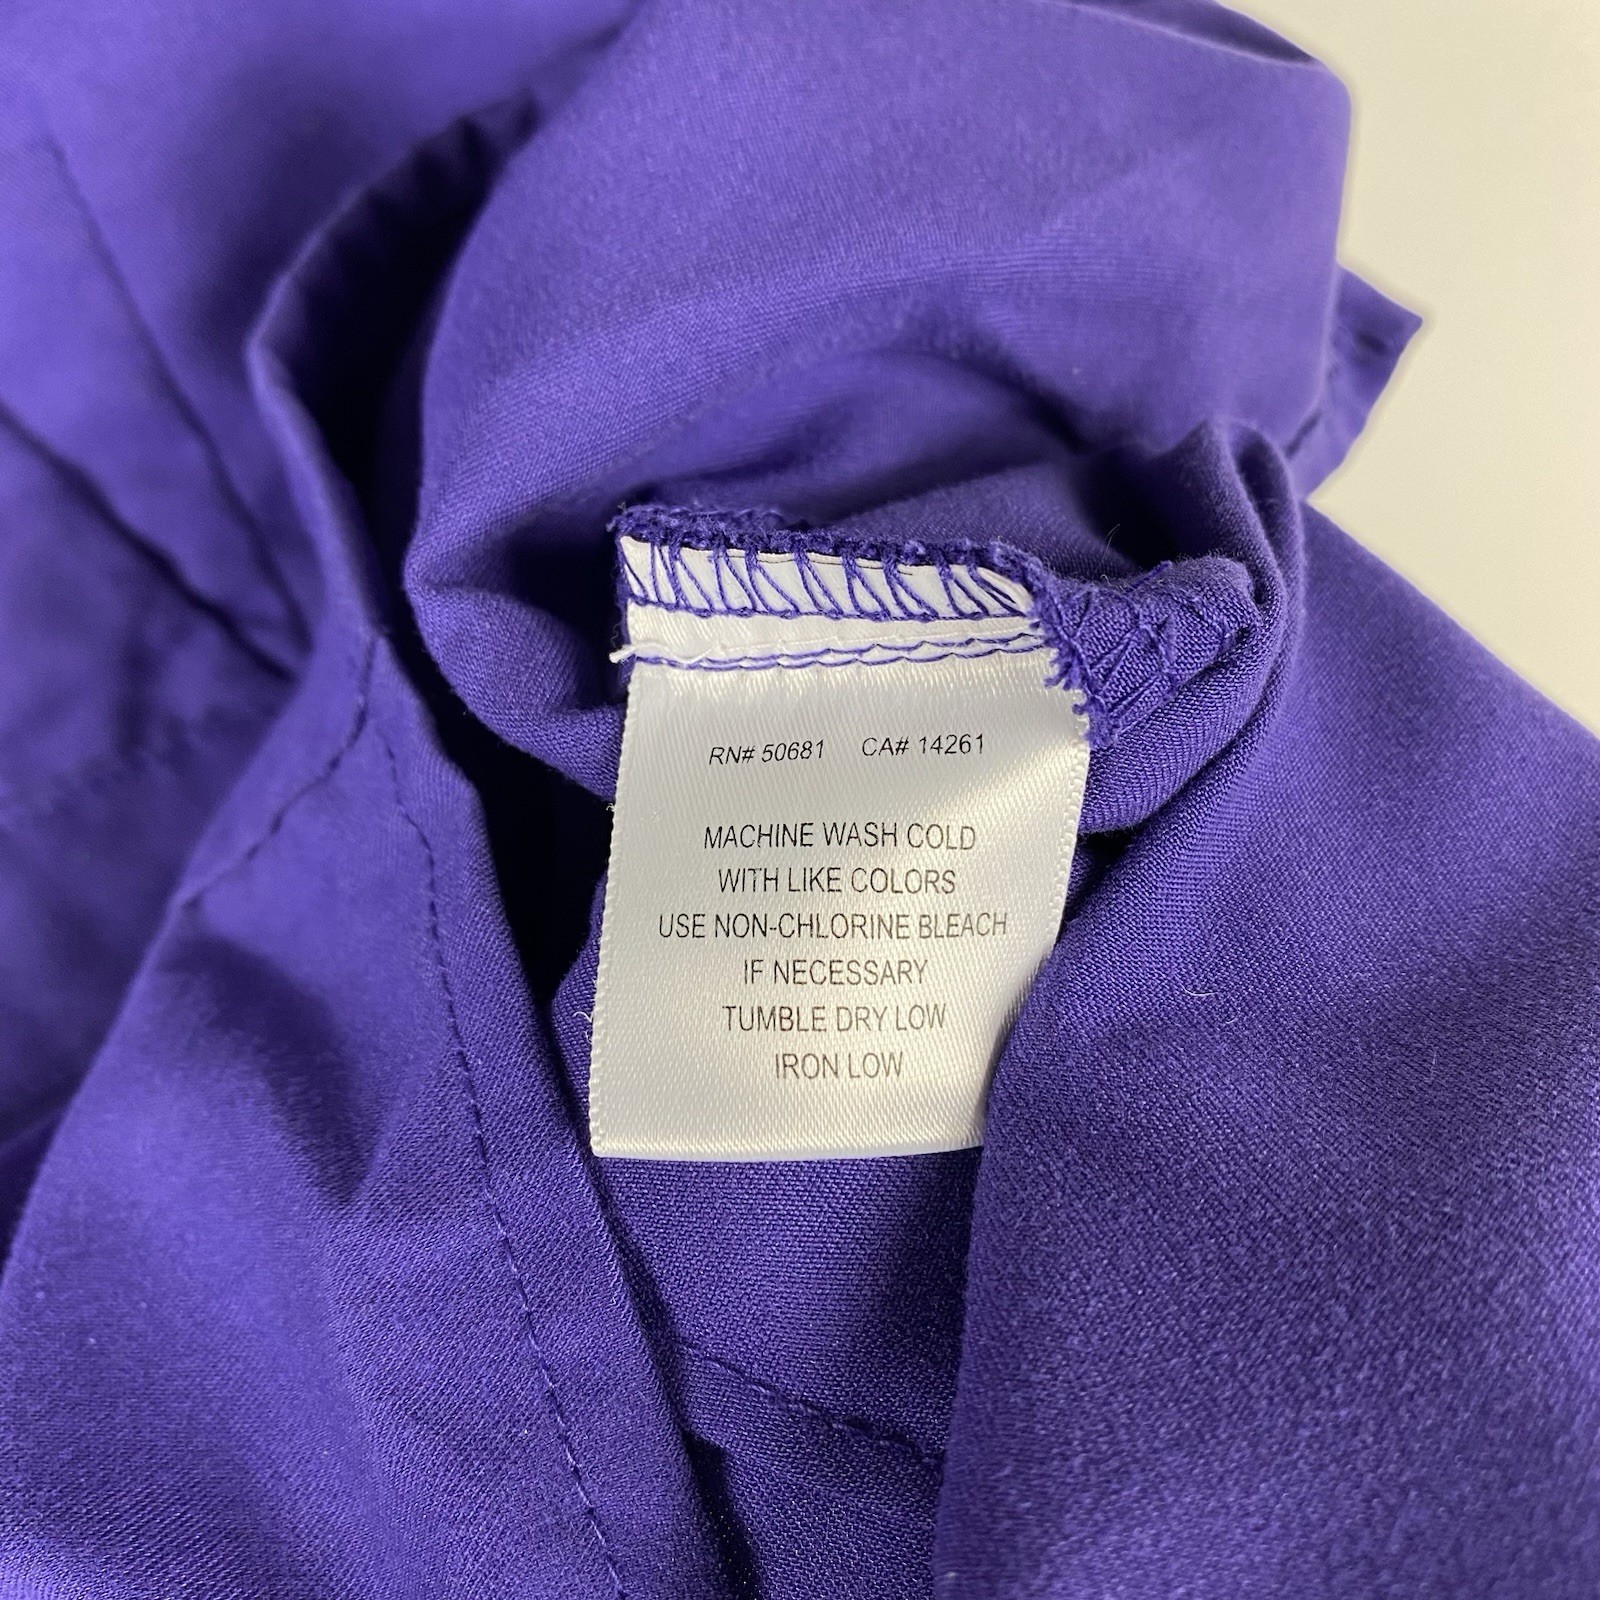 RN# 50681 CA# 14261
MACHINE WASH COLD
WITH LIKE COLORS
USE NON-CHLORINE BLEACH
IF NECESSARY
TUMBLE DRY LOW
IRON LOW